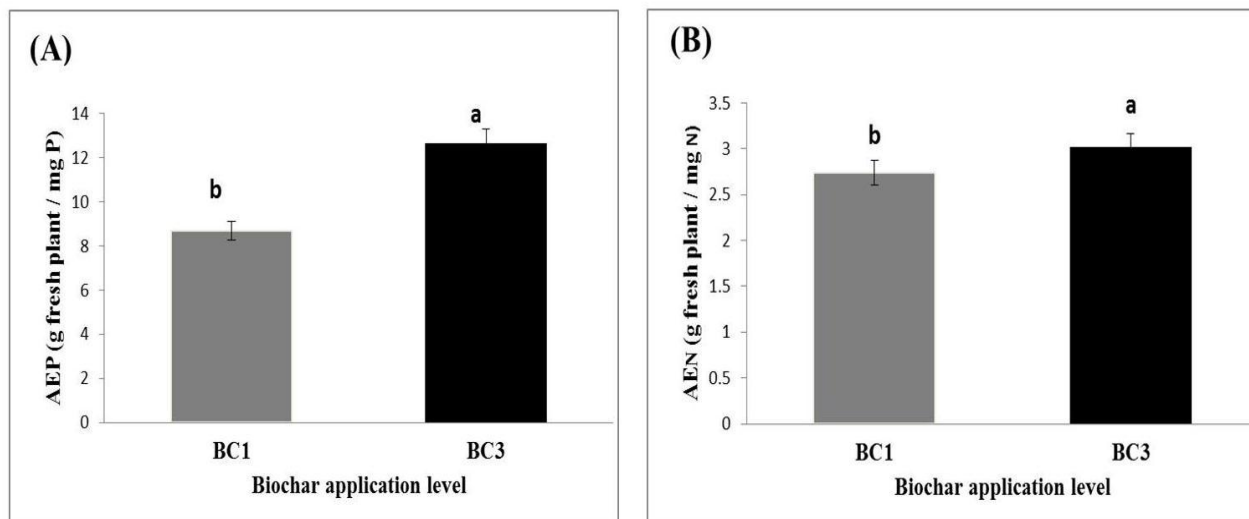 (A)
14
12
10
8
6
4
2
0
AEP (g fresh plant / mg P)
b
a
BC1 BC3
Biochar application level
(B)
3.5
3
2.5
2
1.5
1
0.5
0
AEN (g fresh plant / mg N)
b
a
BC1 BC3
Biochar application level